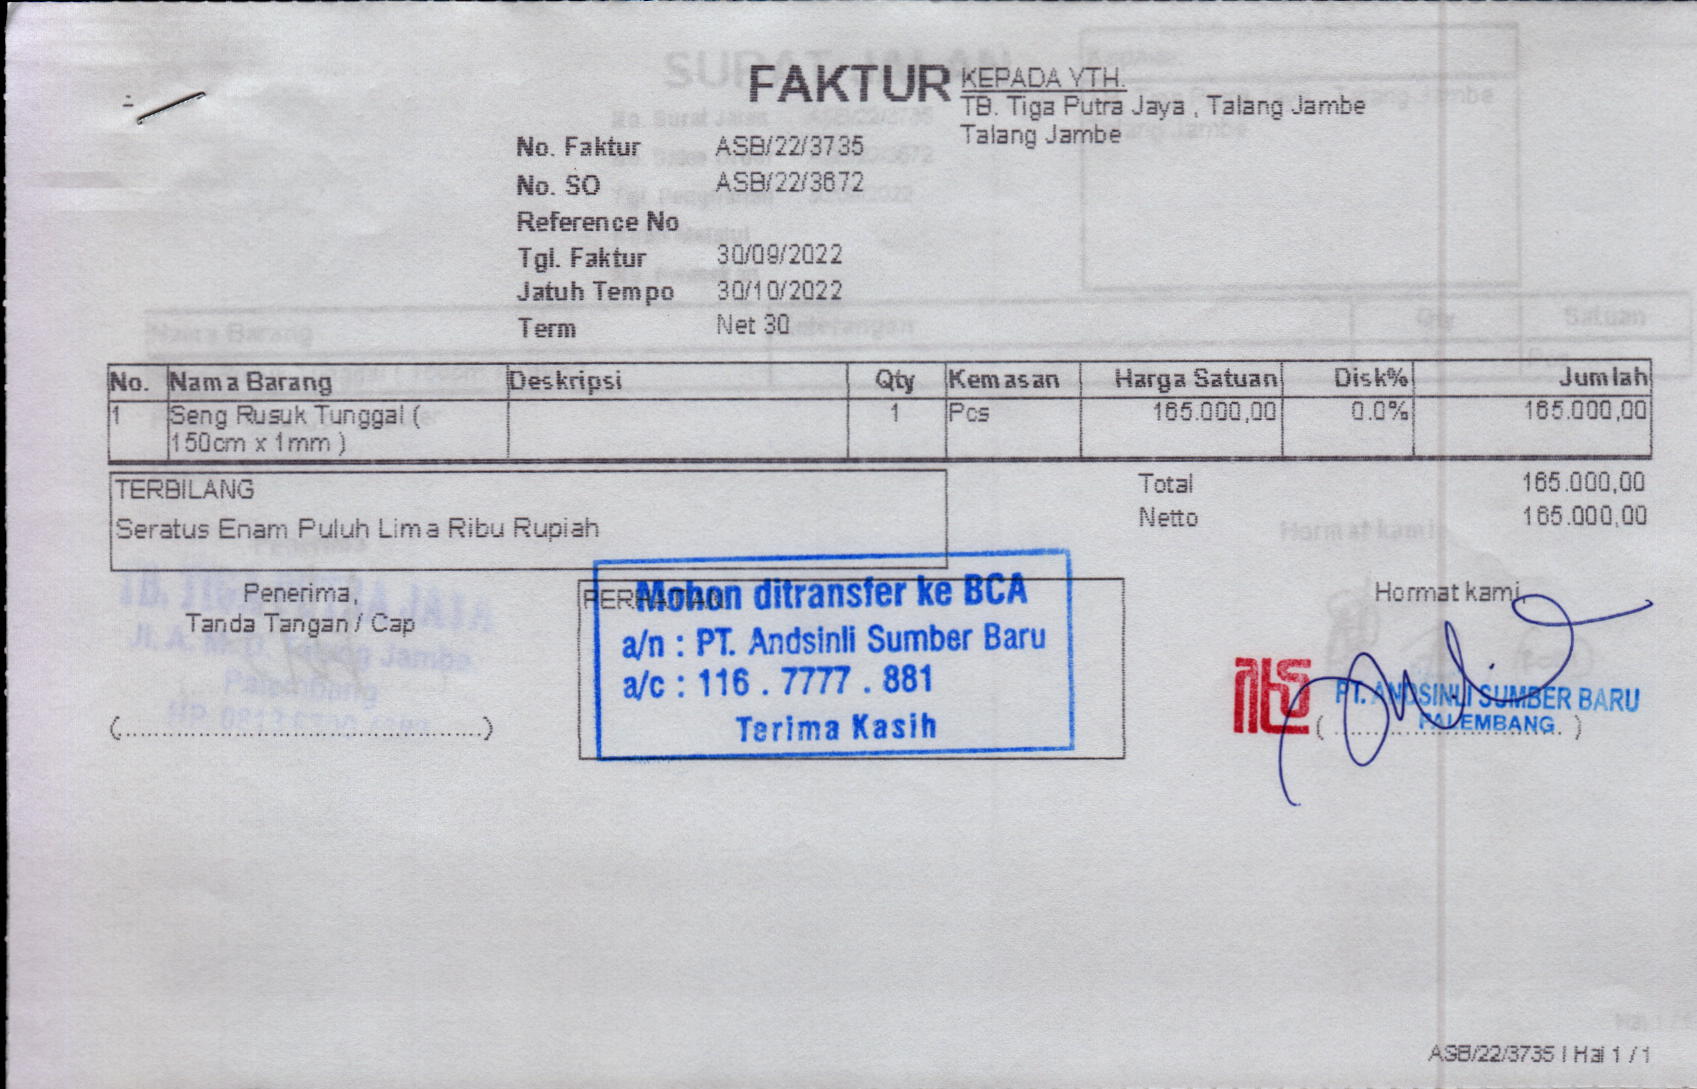 FAKTUR
KEPADA YTH.
TB. Tiga Putra Jaya , Talang Jambe
Talang Jambe
No. Faktur ASB/22/3735
No. SO ASB/22/3672
Reference No
Tgl. Faktur 30/09/2022
Jatuh Tempo 30/10/2022
Term Net 30
No. Nama Barang Deskripsi Qty Kemasan Harga Satuan Disk% Jumlah
1 Seng Rusuk Tunggal ( 1 Pcs 165.000,00 0.0% 165.000,00
150cm x 1mm )
TERBILANG
Seratus Enam Puluh Lima Ribu Rupiah
Total 165.000,00
Netto 165.000,00
Penerima,
Tanda Tangan / Cap
(..................................................)
Mohon ditransfer ke BCA
a/n : PT. Andsinli Sumber Baru
a/c : 116 . 7777 . 881
Terima Kasih
Hormat kami,
PT. ANDSINLI SUMBER BARU
PALEMBANG
ASB/22/3735 | Hal 1 / 1